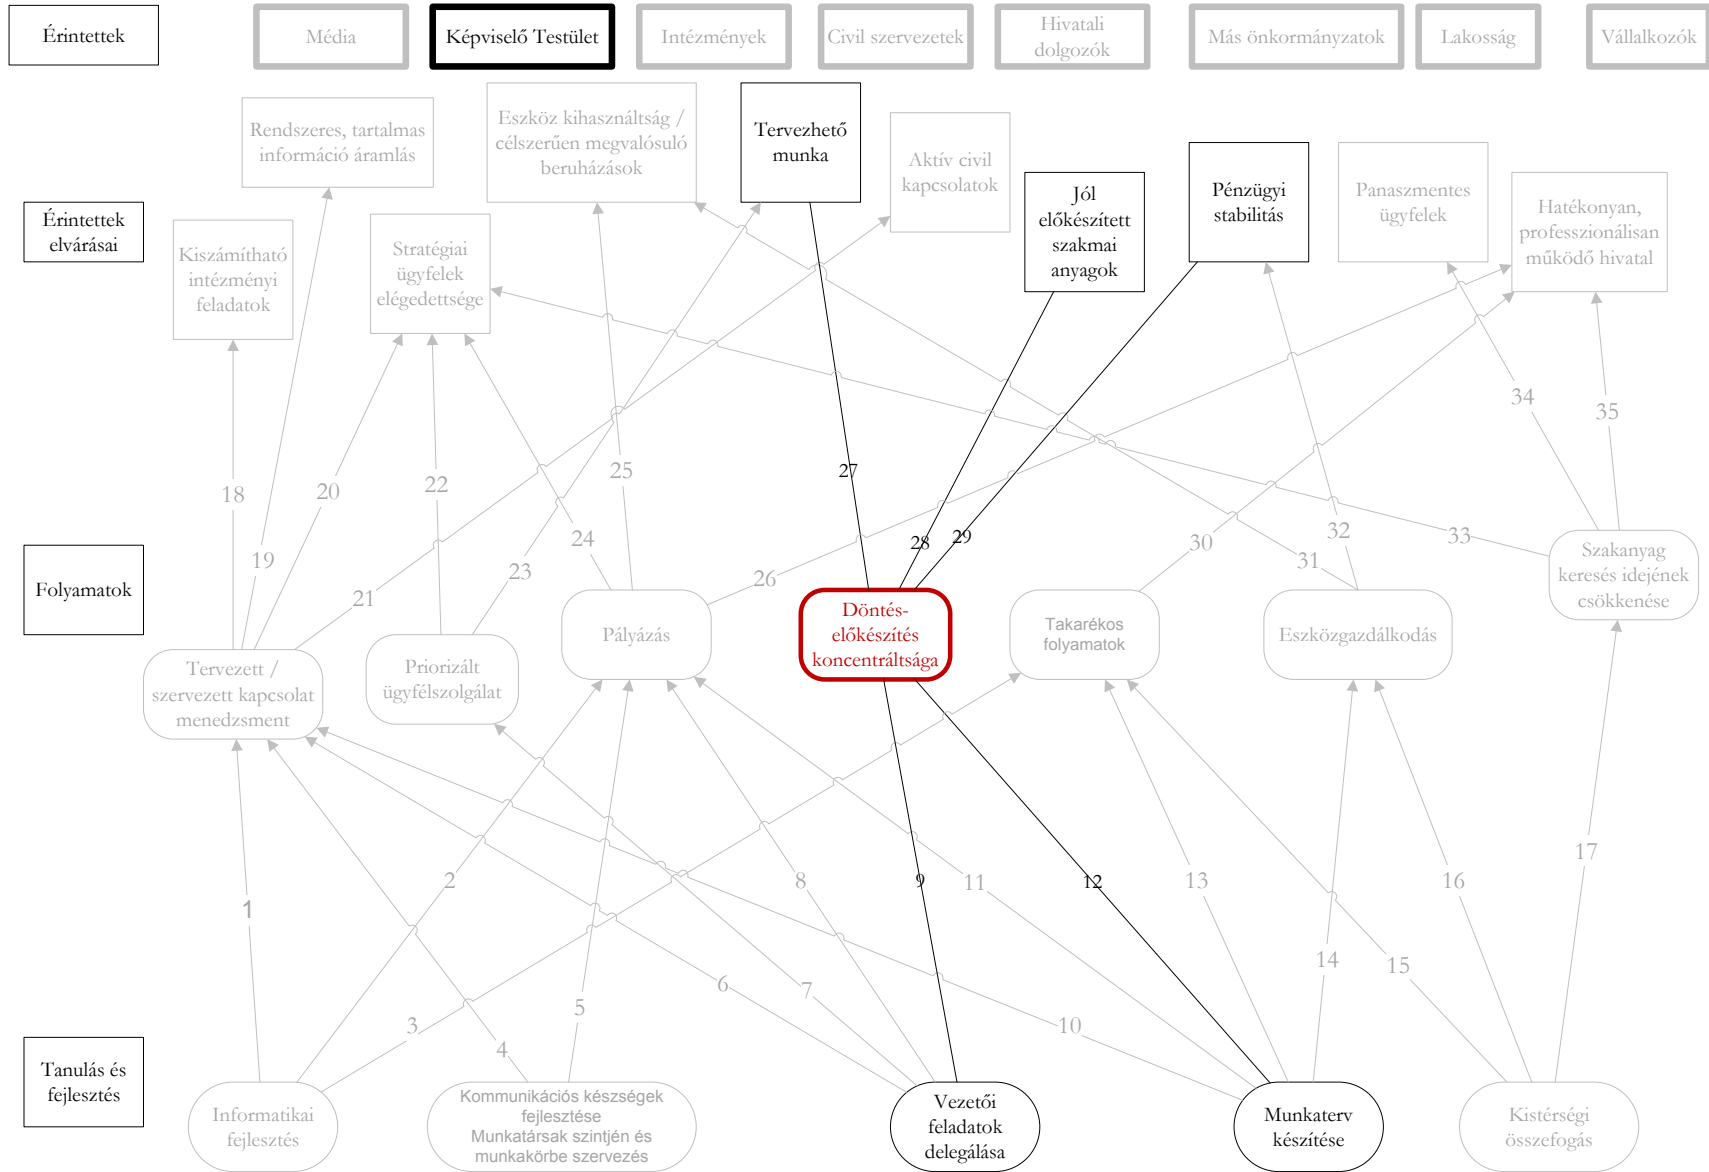 Érintettek
Média
Képviselő Testület
Intézmények
Civil szervezetek
Hivatali
dolgozók
Más önkormányzatok
Lakosság
Vállalkozók
Érintettek
elvárásai
Rendszeres, tartalmas
információ áramlás
Eszköz kihasználtság /
célszerűen megvalósuló
beruházások
Tervezhető
munka
Aktív civil
kapcsolatok
Jól
előkészített
szakmai
anyagok
Pénzügyi
stabilitás
Panaszmentes
ügyfelek
Hatékonyan,
professzionálisan
működő hivatal
Kiszámítható
intézményi
feladatok
Stratégiai
ügyfelek
elégedettsége
18
19
20
21
22
23
24
25
26
27
28
29
30
31
32
33
34
35
Folyamatok
Tervezett /
szervezett kapcsolat
menedzsment
Priorizált
ügyfélszolgálat
Pályázás
Döntés-
előkészítés
koncentráltsága
Takarékos
folyamatok
Eszközgazdálkodás
Szakanyag
keresés idejének
csökkenése
1
2
3
4
5
6
7
8
9
10
11
12
13
14
15
16
17
Tanulás és
fejlesztés
Informatikai
fejlesztés
Kommunikációs készségek
fejlesztése
Munkatársak szintjén és
munkakörbe szervezés
Vezetői
feladatok
delegálása
Munkaterv
készítése
Kistérségi
összefogás